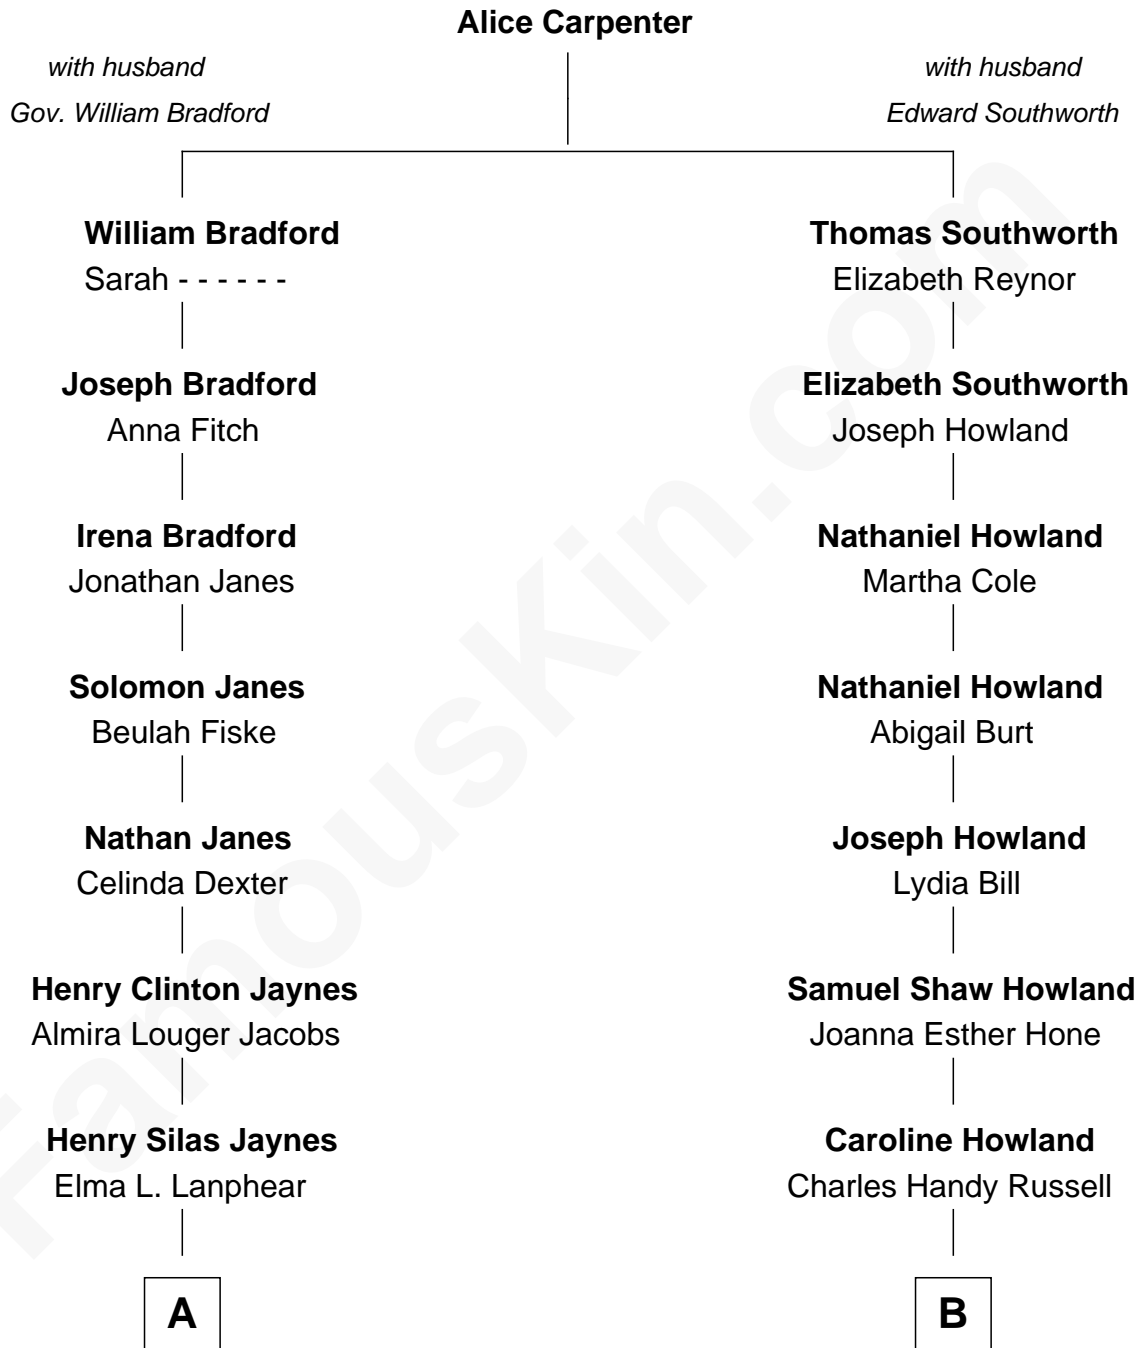 Alice Carpenter
with husband
Gov. William Bradford
with husband
Edward Southworth
William Bradford
Sarah - - - - - -
Thomas Southworth
Elizabeth Reynor
Joseph Bradford
Anna Fitch
Elizabeth Southworth
Joseph Howland
Irena Bradford
Jonathan Janes
Nathaniel Howland
Martha Cole
Solomon Janes
Beulah Fiske
Nathaniel Howland
Abigail Burt
Nathan Janes
Celinda Dexter
Joseph Howland
Lydia Bill
Henry Clinton Jaynes
Almira Louger Jacobs
Samuel Shaw Howland
Joanna Esther Hone
Henry Silas Jaynes
Elma L. Lanphear
Caroline Howland
Charles Handy Russell
A
B
FamousKin.com